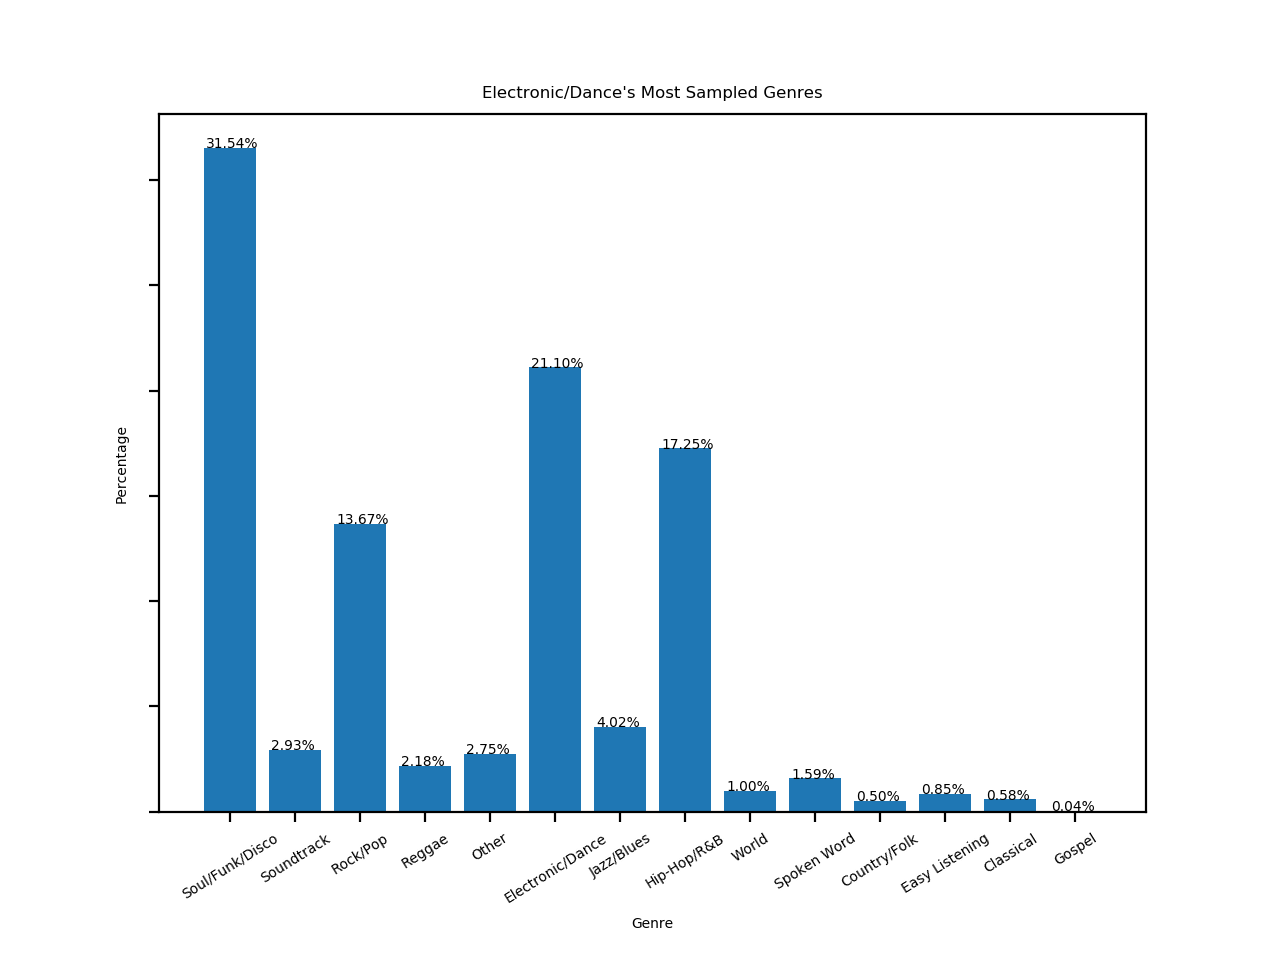 Electronic/Dance's Most Sampled Genres
31.54%
2.93%
13.67%
2.18%
2.75%
21.10%
4.02%
17.25%
1.00%
1.59%
0.50%
0.85%
0.58%
0.04%
Percentage
Soul/Funk/Disco
Soundtrack
Rock/Pop
Reggae
Other
Electronic/Dance
Jazz/Blues
Hip-Hop/R&B
World
Spoken Word
Country/Folk
Easy Listening
Classical
Gospel
Genre